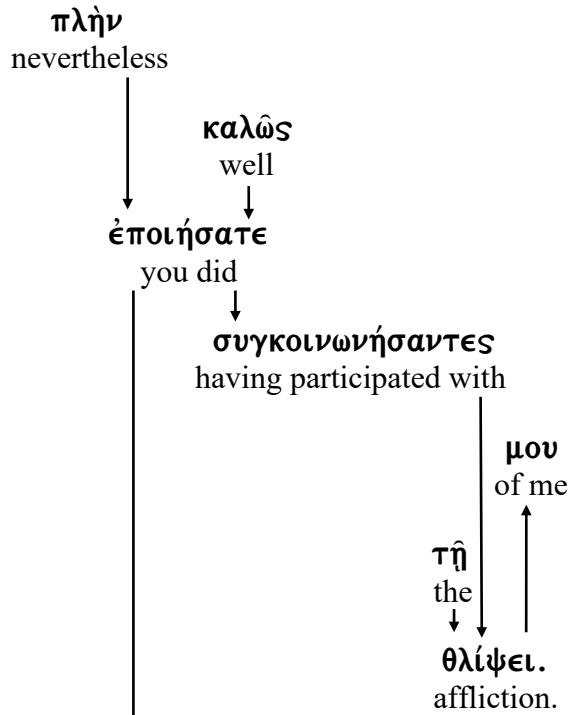 πλὴν
nevertheless
καλῶς
well
ἐποιήσατε
you did
συγκοινωνήσαντες
having participated with
μου
of me
τῇ
the
θλίψει.
affliction.